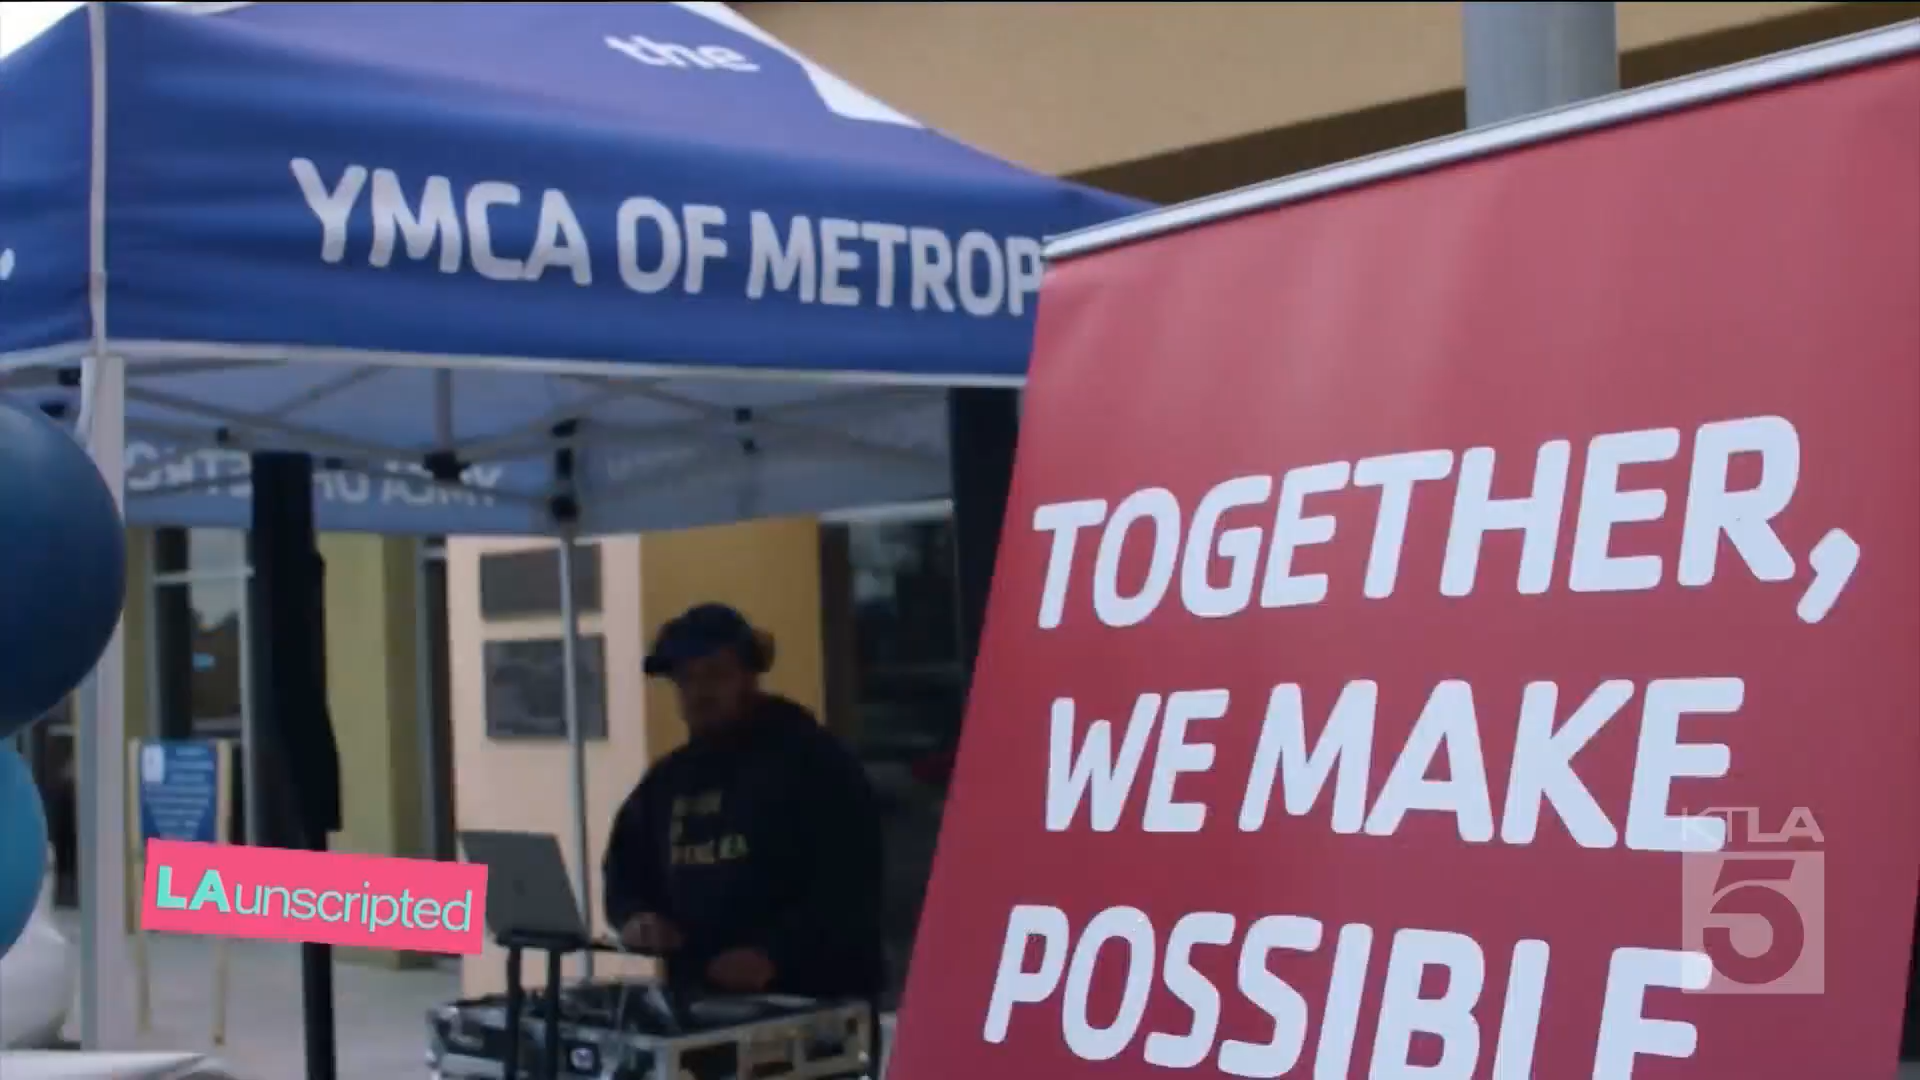 the
YMCA OF METROP
TOGETHER,
WE MAKE
POSSIBLE
KTLA
5
LAunscripted